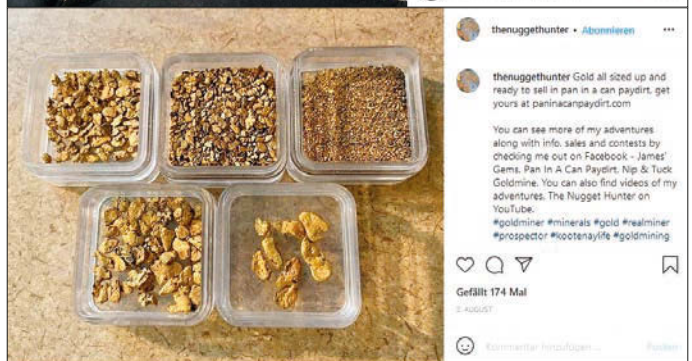 thenuggethunter • Abonnieren •••
thenuggethunter Gold all sized up and
ready to sell in pan in a can paydirt, get
yours at paninacanpaydirt.com
You can see more of my adventures
along with info, sales and contests by
checking me out on Facebook - James'
Gems, Pan In A Can Paydirt, Nip & Tuck
Goldmine. You can also find videos of my
adventures, The Nugget Hunter on
YouTube.
#goldminer #minerals #gold #realminer
#prospector #kootenaylife #goldmining
Gefällt 174 Mal
2. AUGUST
Kommentar hinzufügen ... Posten